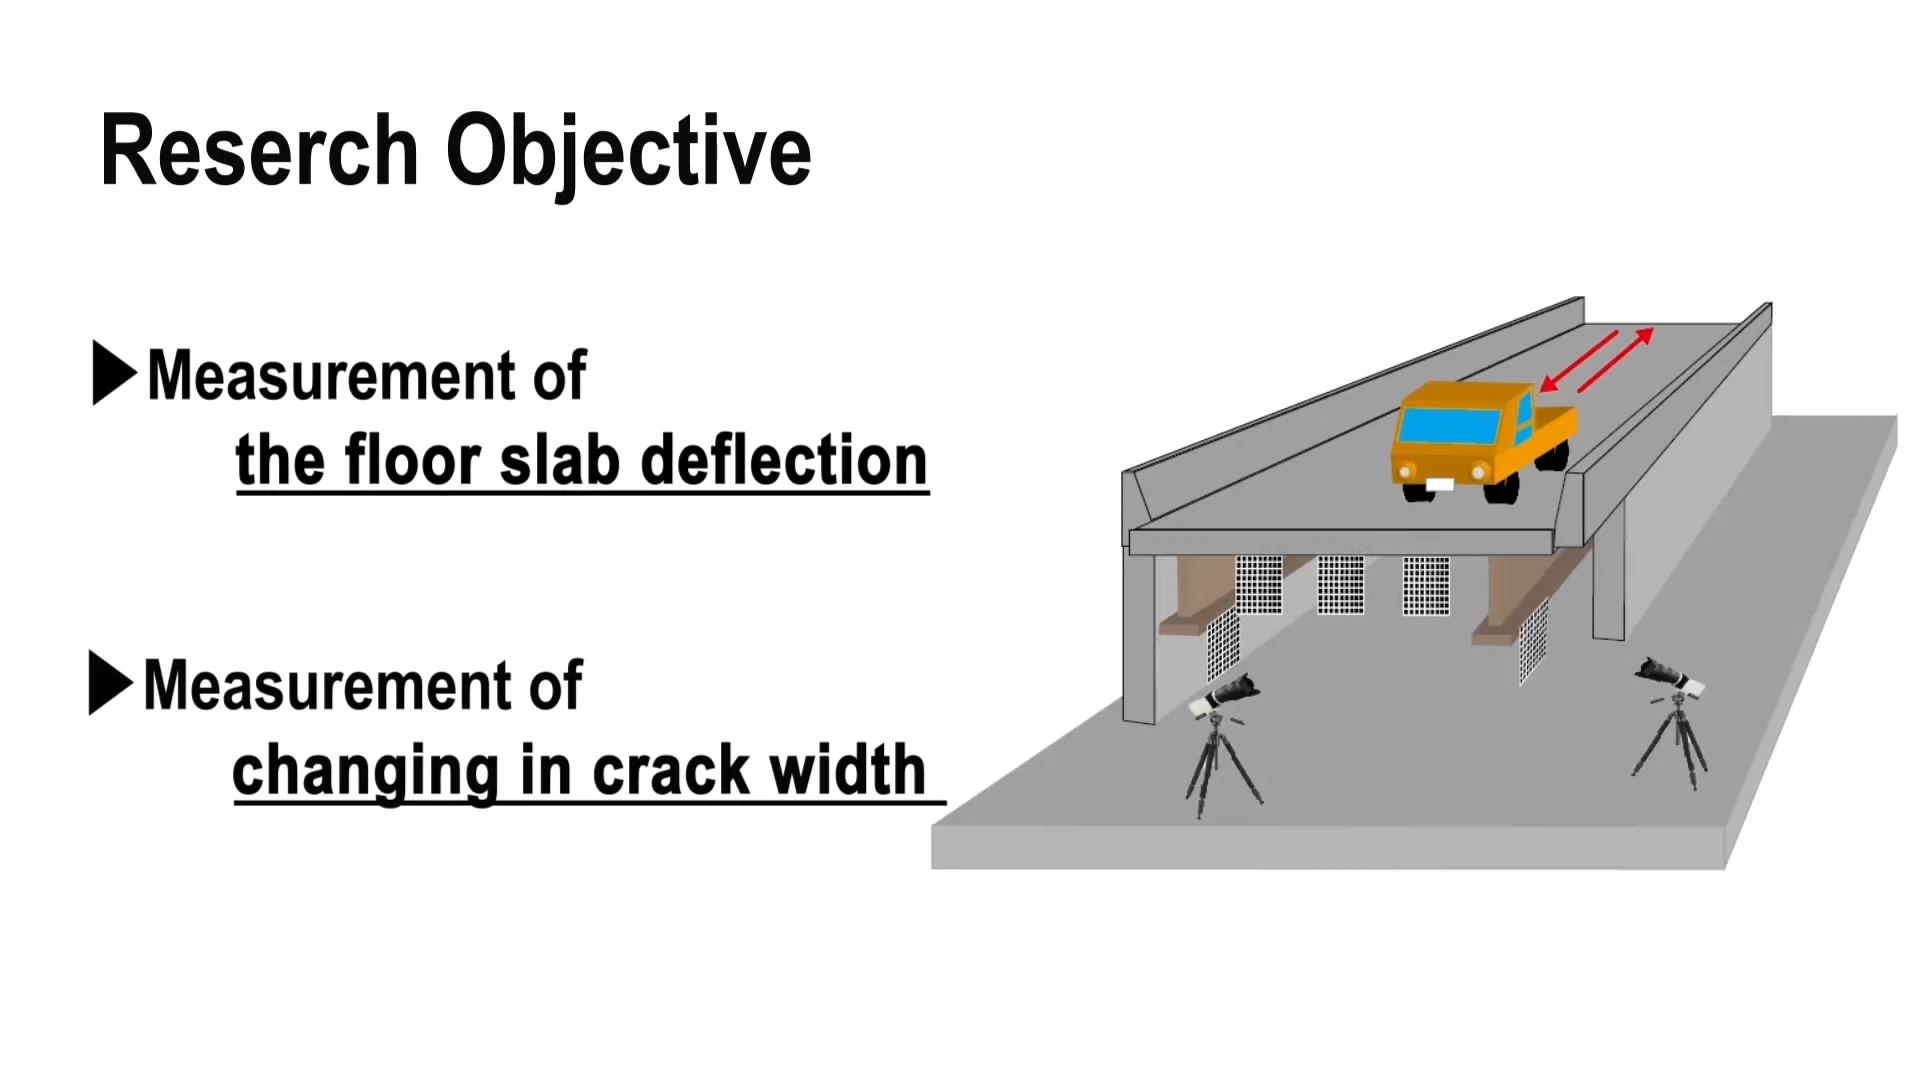 Reserch Objective
Measurement of
the floor slab deflection
Measurement of
changing in crack width